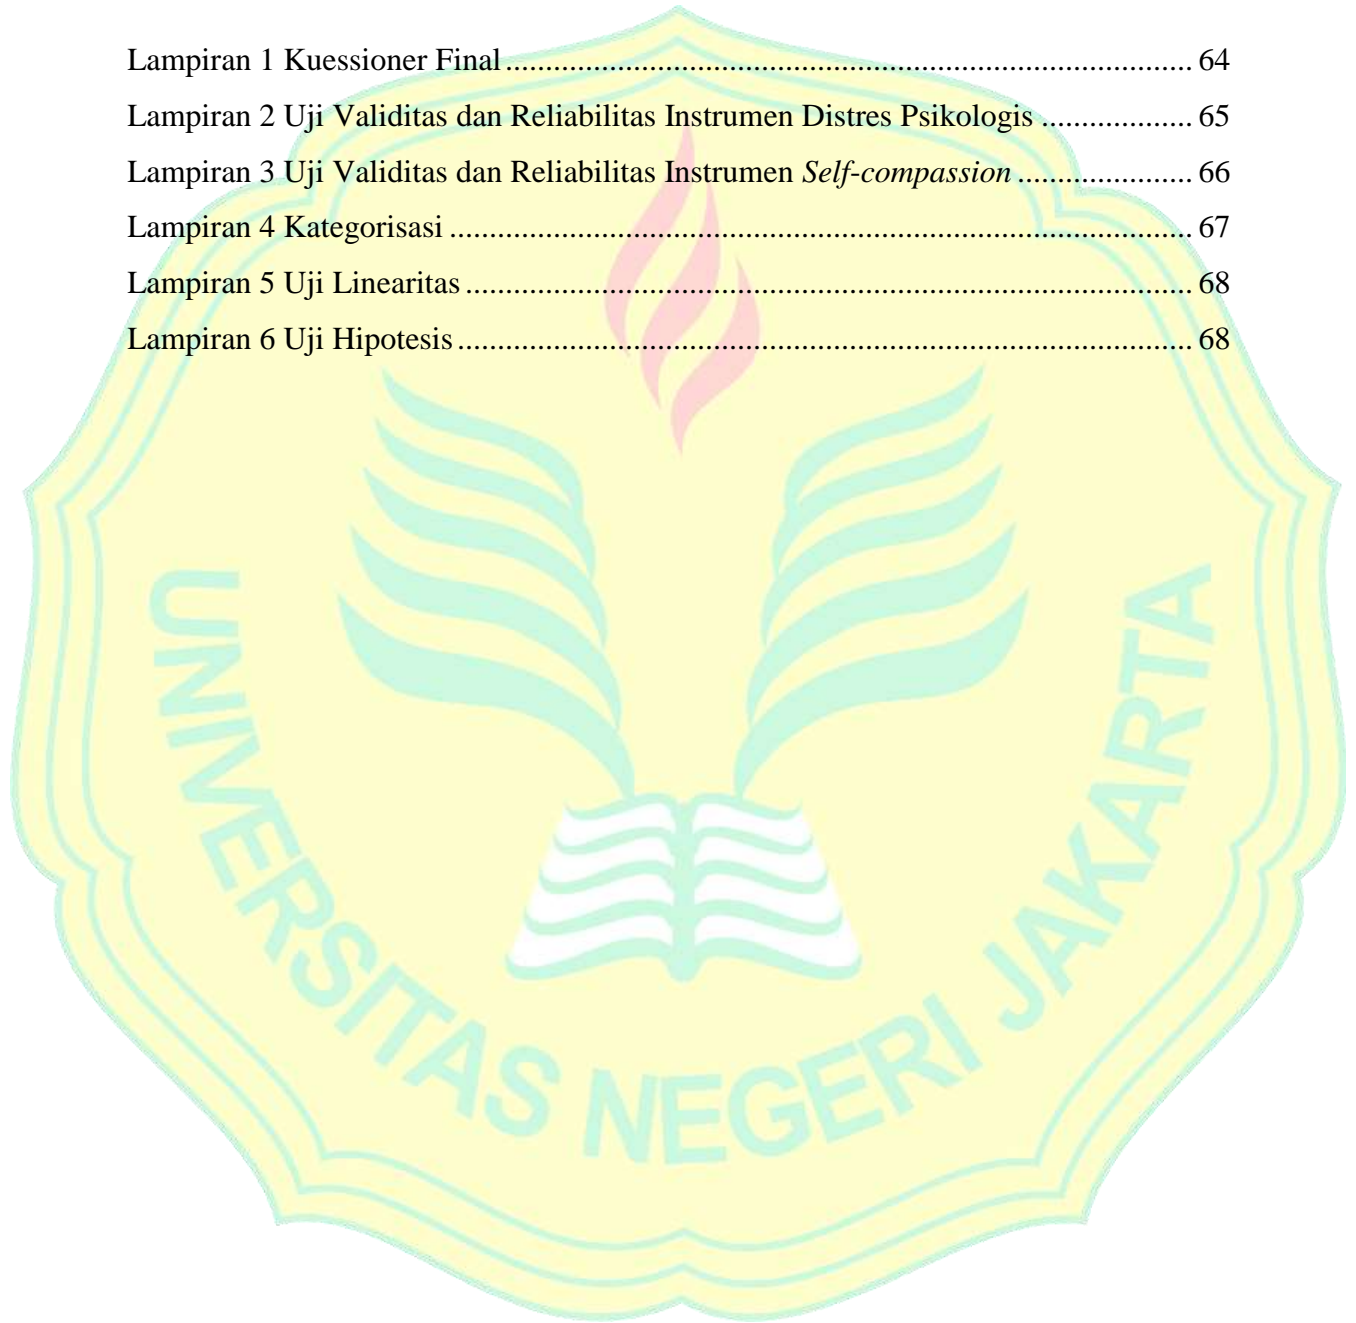 Lampiran 1 Kuessioner Final ..................................................................................... 64
Lampiran 2 Uji Validitas dan Reliabilitas Instrumen Distres Psikologis .................. 65
Lampiran 3 Uji Validitas dan Reliabilitas Instrumen Self-compassion ..................... 66
Lampiran 4 Kategorisasi ............................................................................................ 67
Lampiran 5 Uji Linearitas .......................................................................................... 68
Lampiran 6 Uji Hipotesis ........................................................................................... 68
UNIVERSITAS NEGERI JAKARTA